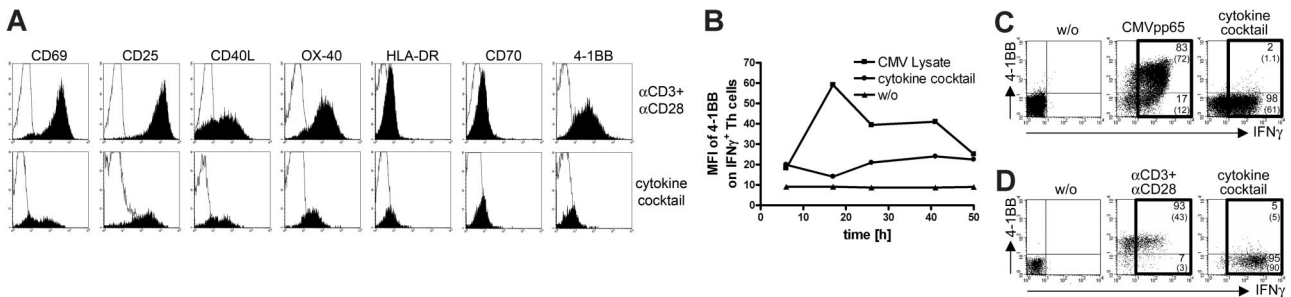 A
CD69 CD25 CD40L OX-40 HLA-DR CD70 4-1BB
αCD3+
αCD28
cytokine
cocktail
B
MFI of 4-1BB
on IFNγ+ Th cells
70
60
50
40
30
20
10
0
0 10 20 30 40 50
time [h]
CMV Lysate
cytokine cocktail
w/o
C
w/o CMVpp65 cytokine
cocktail
4-1BB
83
(72)
17
(12)
2
(1.1)
98
(61)
IFNγ
D
w/o αCD3+
αCD28 cytokine
cocktail
4-1BB
93
(43)
7
(3)
5
(5)
95
(90)
IFNγ